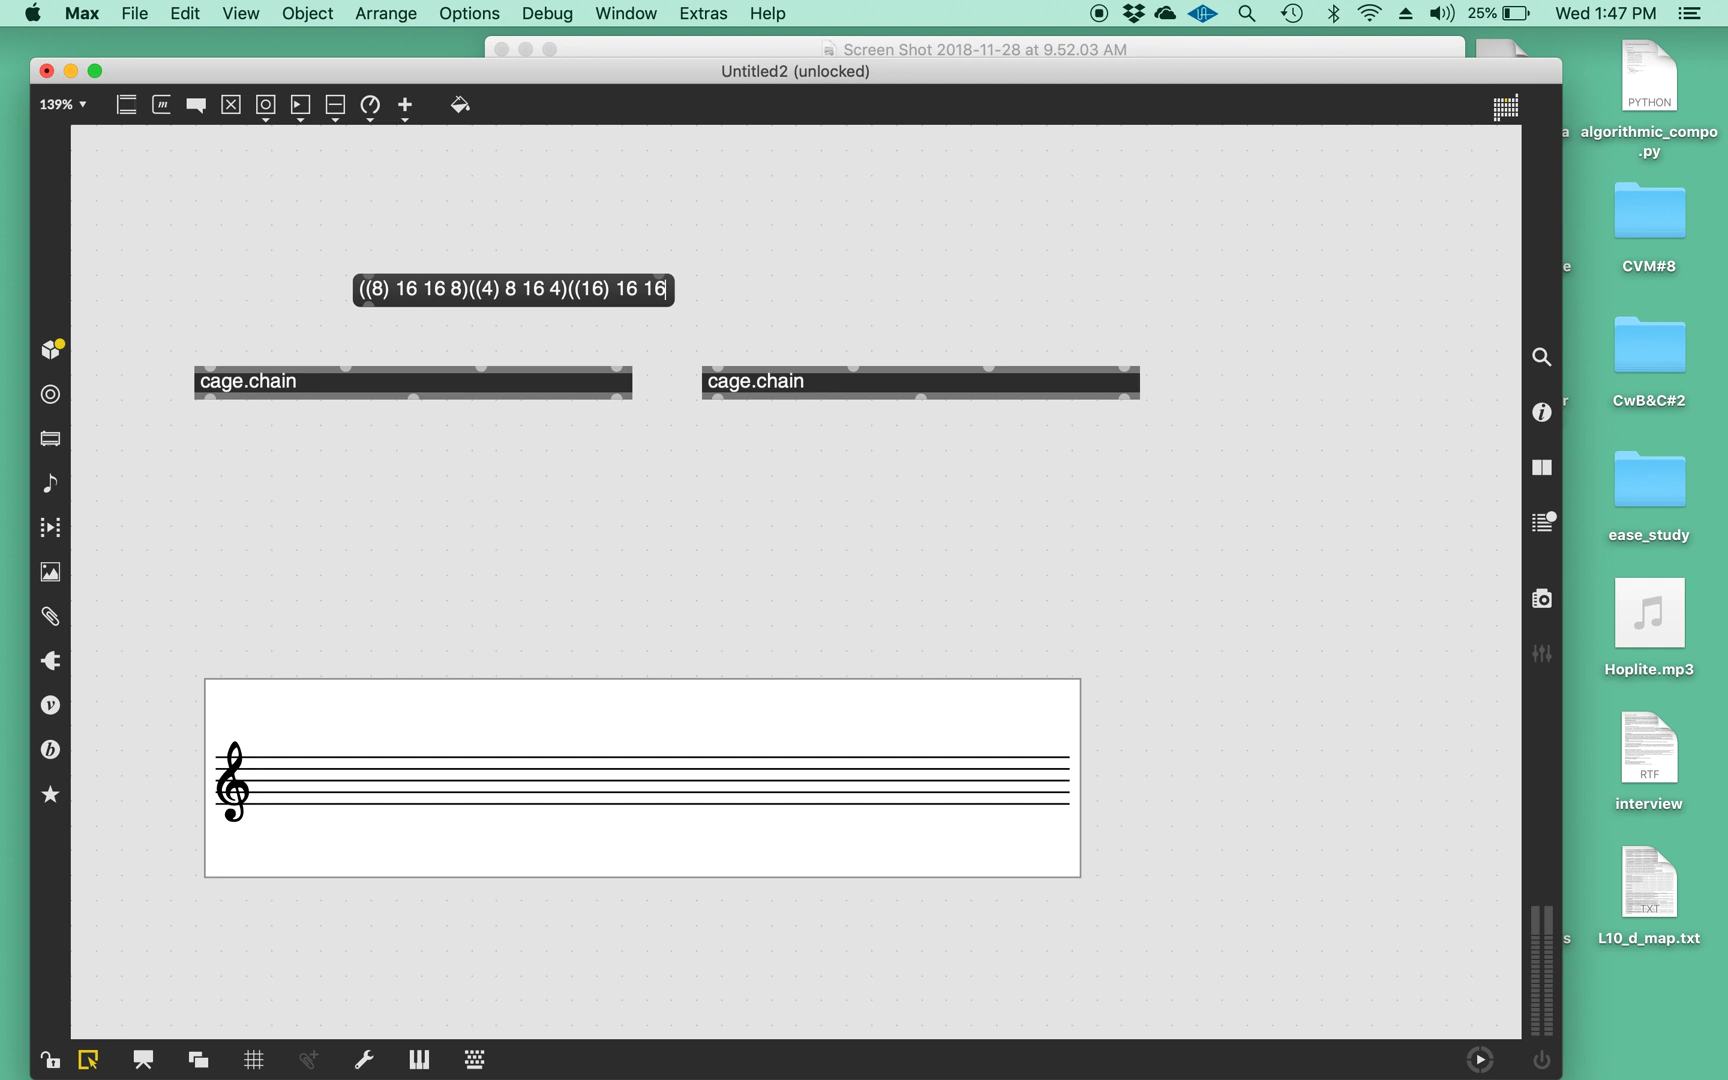 Max File Edit View Object Arrange Options Debug Window Extras Help 25% Wed 1:47 PM
Screen Shot 2018-11-28 at 9.52.03 AM
Untitled2 (unlocked)
139%
PYTHON
algorithmic_compo
.py
((8) 16 16 8)((4) 8 16 4)((16) 16 16
CVM#8
cage.chain cage.chain
CwB&C#2
ease_study
Hoplite.mp3
RTF
interview
TXT
L10_d_map.txt